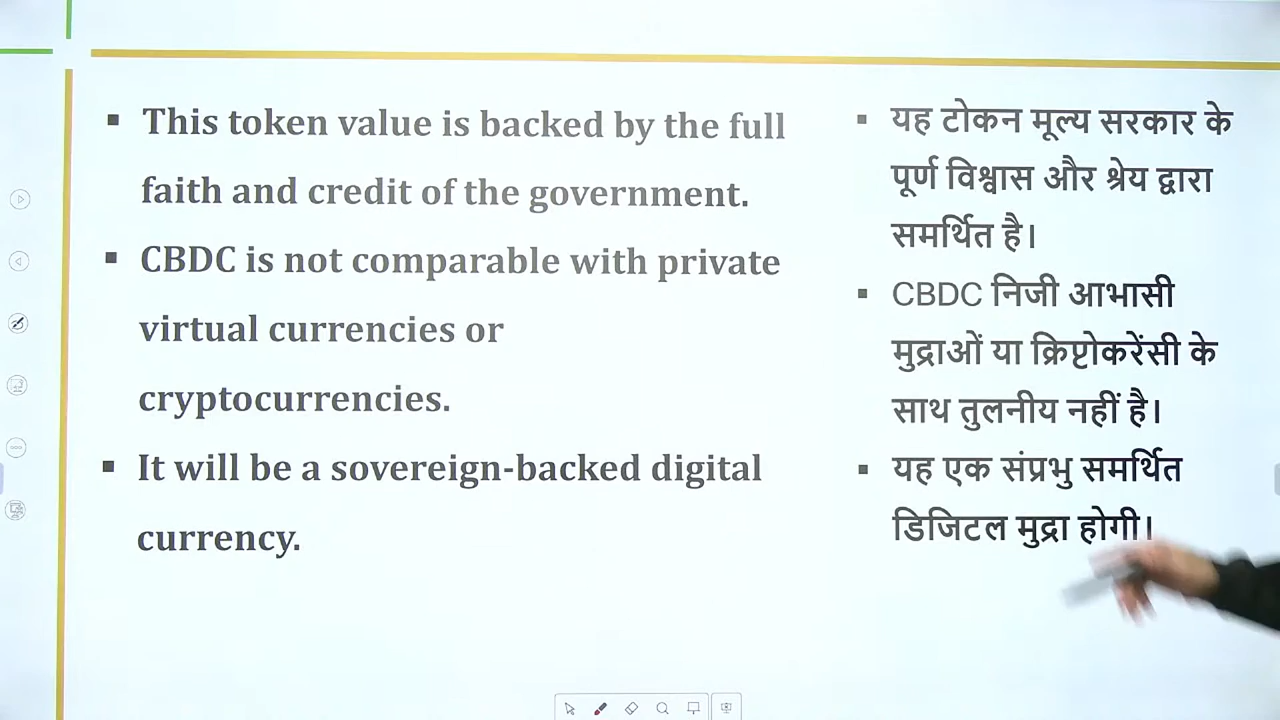 ▪ This token value is backed by the full
faith and credit of the government.
▪ CBDC is not comparable with private
virtual currencies or
cryptocurrencies.
▪ It will be a sovereign-backed digital
currency.
▪ यह टोकन मूल्य सरकार के
पूर्ण विश्वास और श्रेय द्वारा
समर्थित है।
▪ CBDC निजी आभासी
मुद्राओं या क्रिप्टोकरेंसी के
साथ तुलनीय नहीं है।
▪ यह एक संप्रभु समर्थित
डिजिटल मुद्रा होगी।